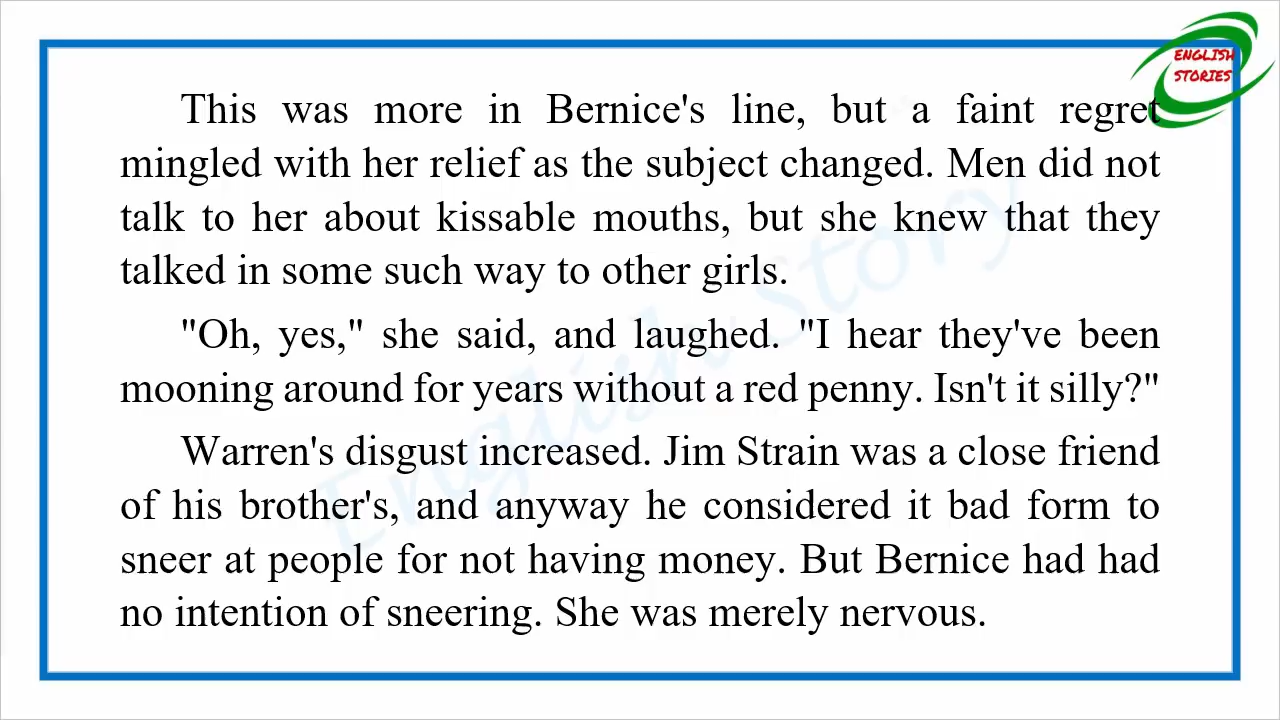 ENGLISH
STORIES
This was more in Bernice's line, but a faint regret
mingled with her relief as the subject changed. Men did not
talk to her about kissable mouths, but she knew that they
talked in some such way to other girls.
"Oh, yes," she said, and laughed. "I hear they've been
mooning around for years without a red penny. Isn't it silly?"
Warren's disgust increased. Jim Strain was a close friend
of his brother's, and anyway he considered it bad form to
sneer at people for not having money. But Bernice had had
no intention of sneering. She was merely nervous.
English Story